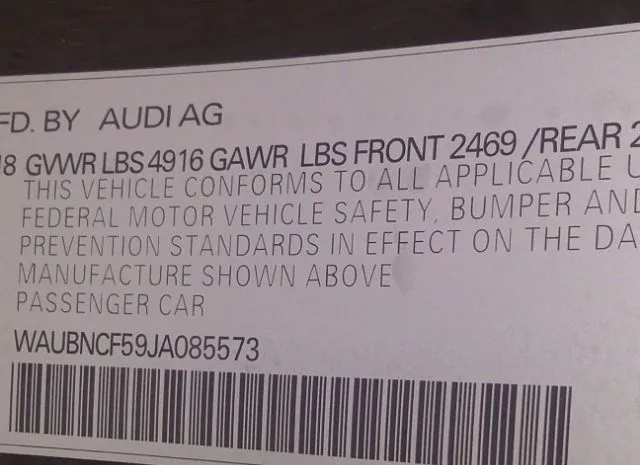 FD. BY AUDI AG
18 GVWR LBS 4916 GAWR LBS FRONT 2469 /REAR 2
THIS VEHICLE CONFORMS TO ALL APPLICABLE U
FEDERAL MOTOR VEHICLE SAFETY, BUMPER AND
PREVENTION STANDARDS IN EFFECT ON THE DA
MANUFACTURE SHOWN ABOVE
PASSENGER CAR
WAUBNCF59JA085573